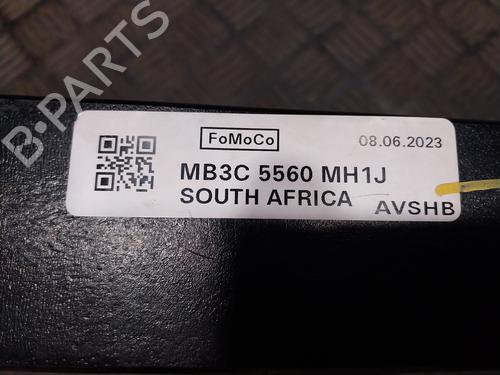 FoMoCo
08.06.2023
MB3C 5560 MH1J
SOUTH AFRICA
AVSHB
B-PARTS